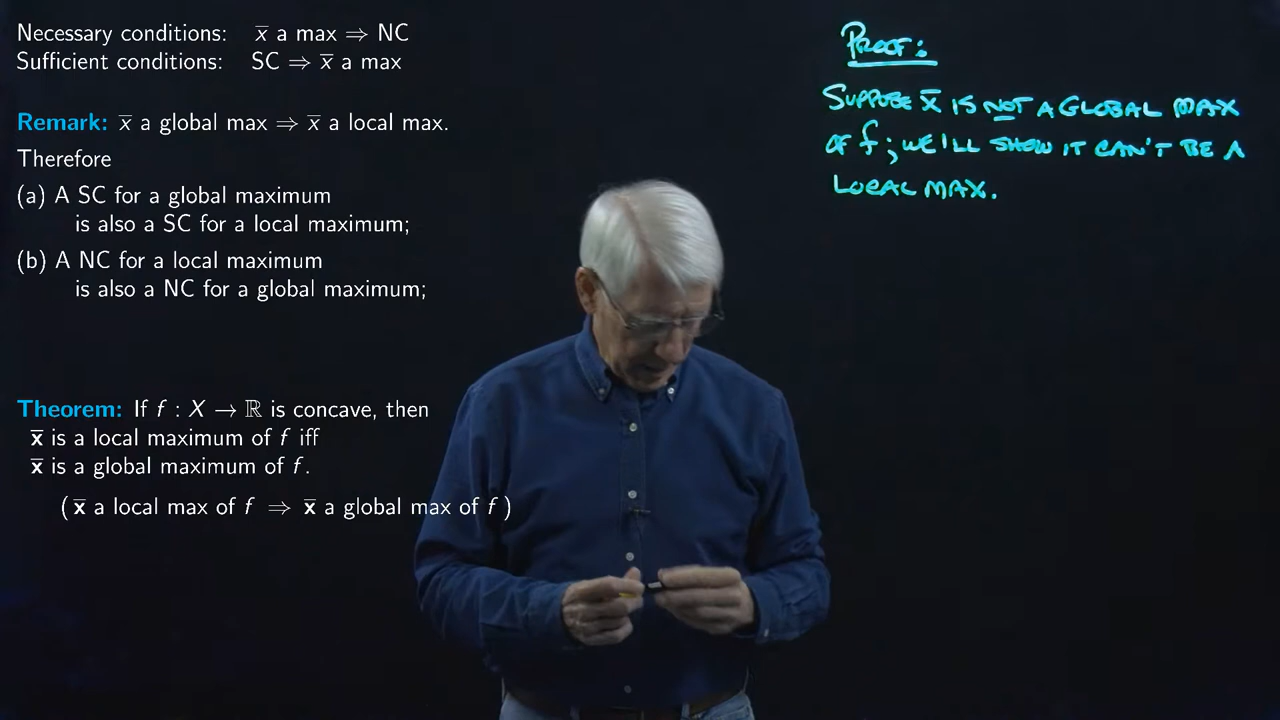 Necessary conditions: x̄ a max ⇒ NC
Sufficient conditions: SC ⇒ x̄ a max
Remark: x̄ a global max ⇒ x̄ a local max.
Therefore
(a) A SC for a global maximum
is also a SC for a local maximum;
(b) A NC for a local maximum
is also a NC for a global maximum;
Theorem: If f : X → ℝ is concave, then
x̄ is a local maximum of f iff
x̄ is a global maximum of f.
(x̄ a local max of f ⇒ x̄ a global max of f)
PROOF:
SUPPOSE x̄ IS NOT A GLOBAL MAX
OF f; WE'LL SHOW IT CAN'T BE A
LOCAL MAX.